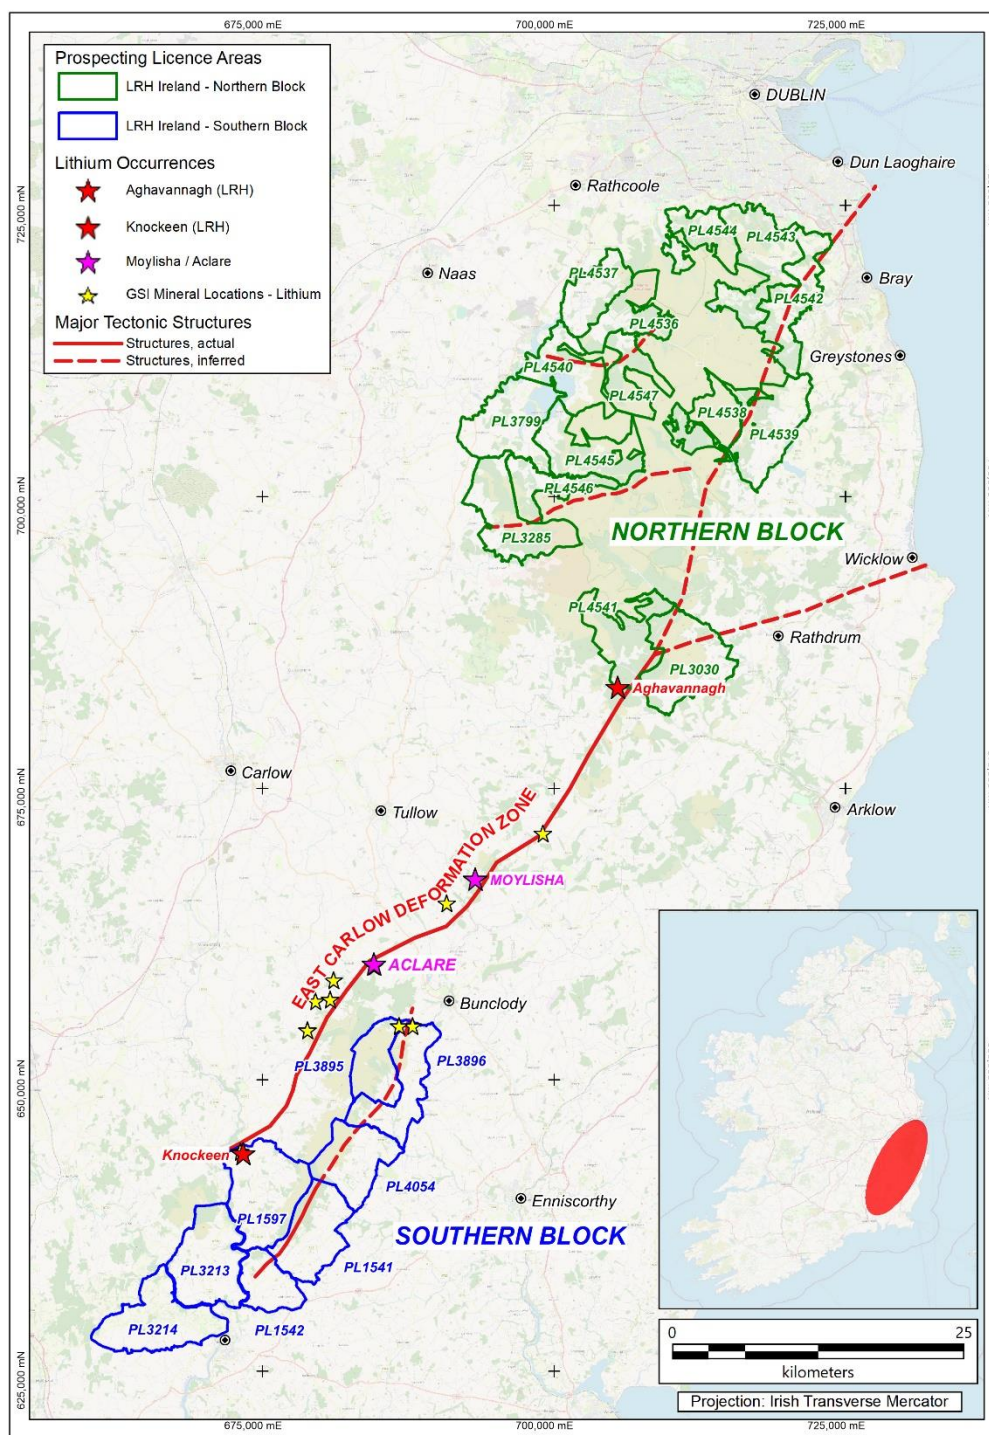 675,000 mE
700,000 mE
725,000 mE
Prospecting Licence Areas
LRH Ireland - Northern Block
LRH Ireland - Southern Block
Lithium Occurrences
Aghavannagh (LRH)
Knockeen (LRH)
Moylisha / Aclare
GSI Mineral Locations - Lithium
Major Tectonic Structures
Structures, actual
Structures, inferred
DUBLIN
Dun Laoghaire
Rathcoole
725,000 mN
PL4544
PL4543
Naas
PL4537
Bray
PL4542
PL4536
Greystones
PL4540
PL4547
PL4538
PL3799
PL4539
PL4545
PL4546
700,000 mN
NORTHERN BLOCK
PL3285
Wicklow
PL4541
Rathdrum
PL3030
Aghavannagh
Carlow
675,000 mN
Tullow
Arklow
EAST CARLOW DEFORMATION ZONE
MOYLISHA
ACLARE
Bunclody
PL3895
PL3896
650,000 mN
Knockeen
PL4054
Enniscorthy
PL1597
SOUTHERN BLOCK
PL3213
PL1541
PL3214
PL1542
0
25
kilometers
625,000 mN
Projection: Irish Transverse Mercator
675,000 mE
700,000 mE
725,000 mE